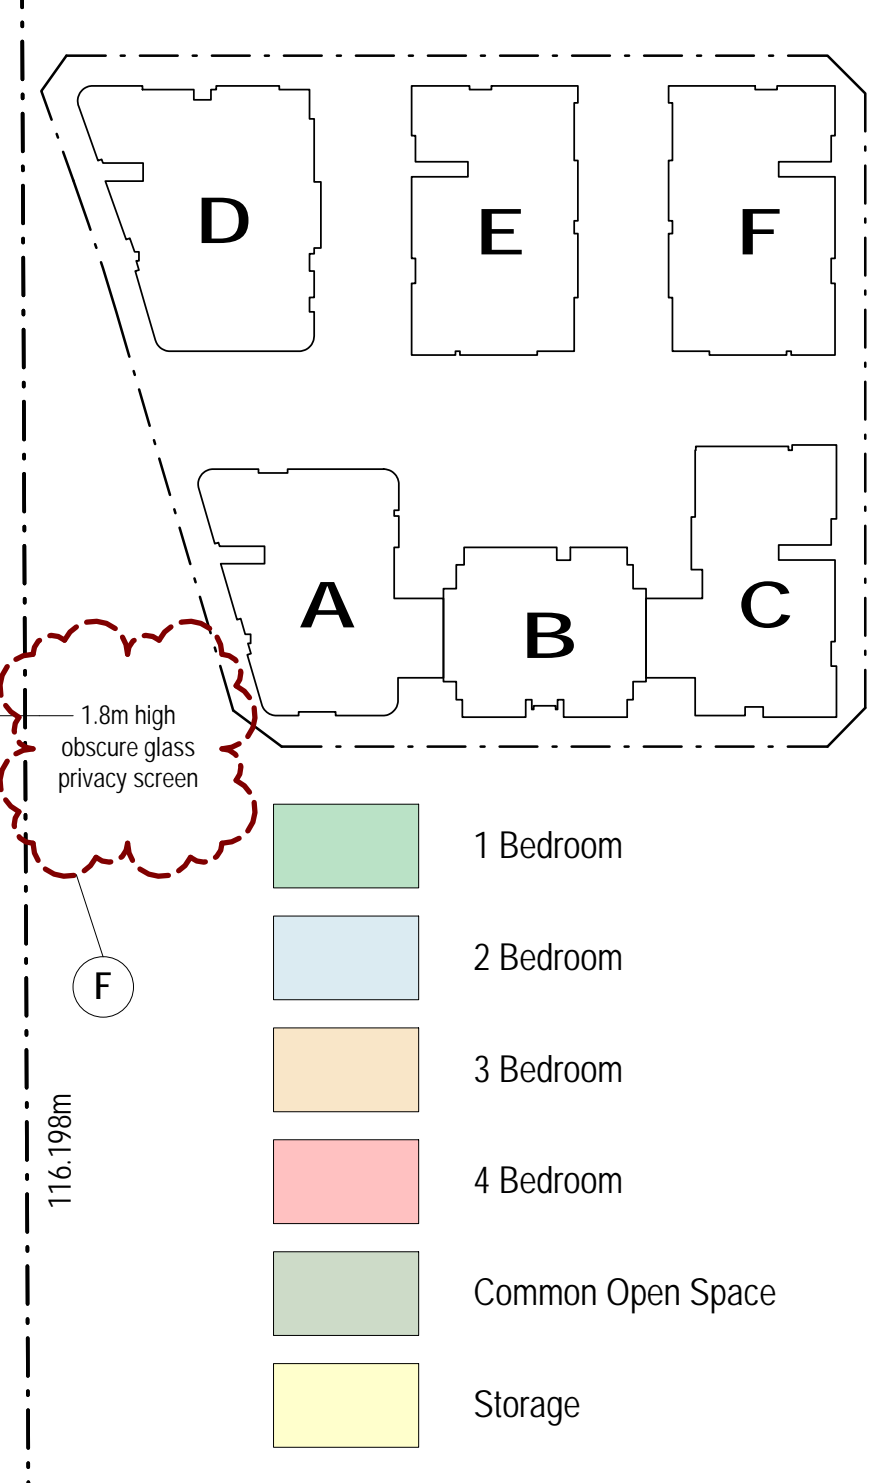 D
E
F
A
B
C
1.8m high
obscure glass
privacy screen
F
116.198m
1 Bedroom
2 Bedroom
3 Bedroom
4 Bedroom
Common Open Space
Storage